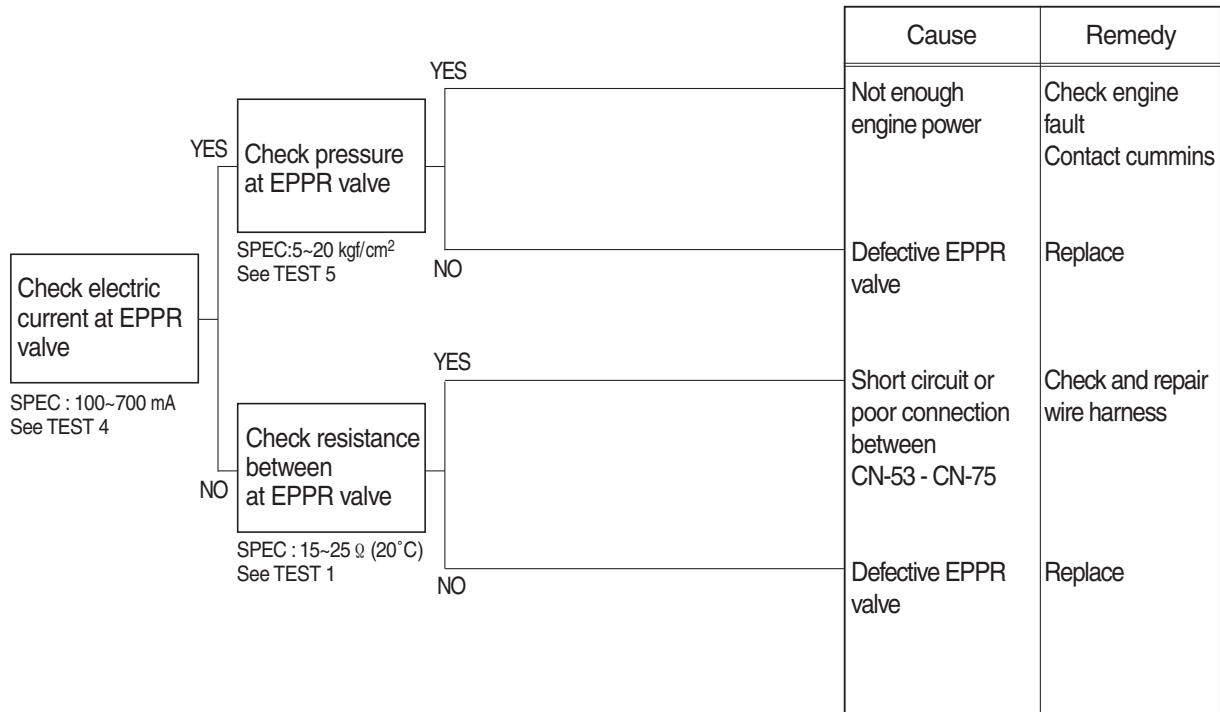 Cause
Remedy
YES
Not enough
engine power
Check engine
fault
Contact cummins
YES
Check pressure
at EPPR valve
SPEC:5~20 kgf/cm²
See TEST 5
NO
Defective EPPR
valve
Replace
Check electric
current at EPPR
valve
SPEC : 100~700 mA
See TEST 4
YES
Short circuit or
poor connection
between
CN-53 - CN-75
Check and repair
wire harness
NO
Check resistance
between
at EPPR valve
SPEC : 15~25 Ω (20˚C)
See TEST 1
NO
Defective EPPR
valve
Replace